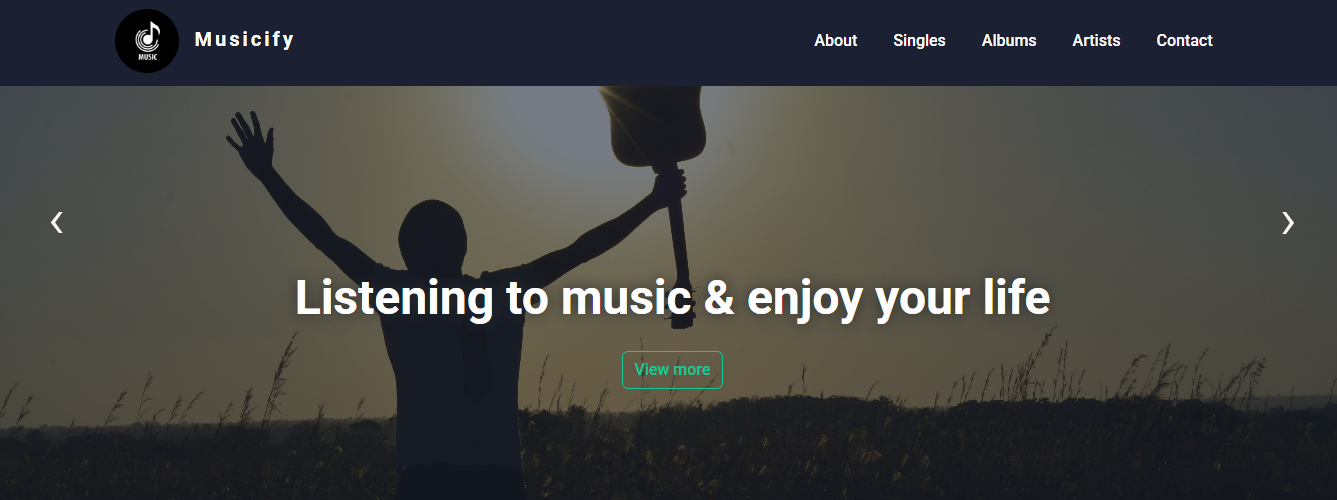 MUSIC
Musicify
About Singles Albums Artists Contact
Listening to music & enjoy your life
View more